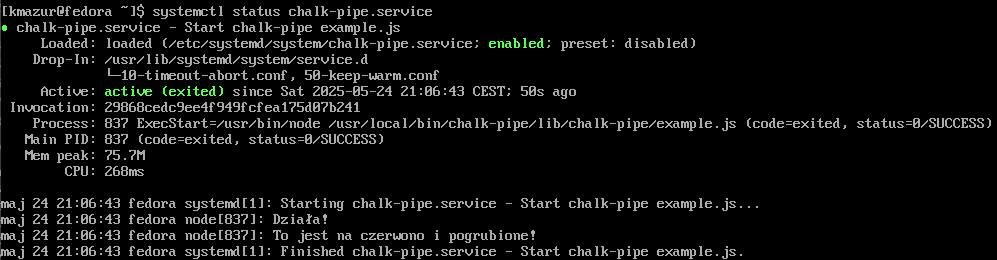 [kmazur@fedora ~]$ systemctl status chalk-pipe.service
● chalk-pipe.service - Start chalk-pipe example.js
Loaded: loaded (/etc/systemd/system/chalk-pipe.service; enabled; preset: disabled)
Drop-In: /usr/lib/systemd/system/service.d
└─10-timeout-abort.conf, 50-keep-warm.conf
Active: active (exited) since Sat 2025-05-24 21:06:43 CEST; 50s ago
Invocation: 29868cedc9ee4f949fcfea175d07b241
Process: 837 ExecStart=/usr/bin/node /usr/local/bin/chalk-pipe/lib/chalk-pipe/example.js (code=exited, status=0/SUCCESS)
Main PID: 837 (code=exited, status=0/SUCCESS)
Mem peak: 75.7M
CPU: 268ms
maj 24 21:06:43 fedora systemd[1]: Starting chalk-pipe.service - Start chalk-pipe example.js...
maj 24 21:06:43 fedora node[837]: Działa!
maj 24 21:06:43 fedora node[837]: To jest na czerwono i pogrubione!
maj 24 21:06:43 fedora systemd[1]: Finished chalk-pipe.service - Start chalk-pipe example.js.